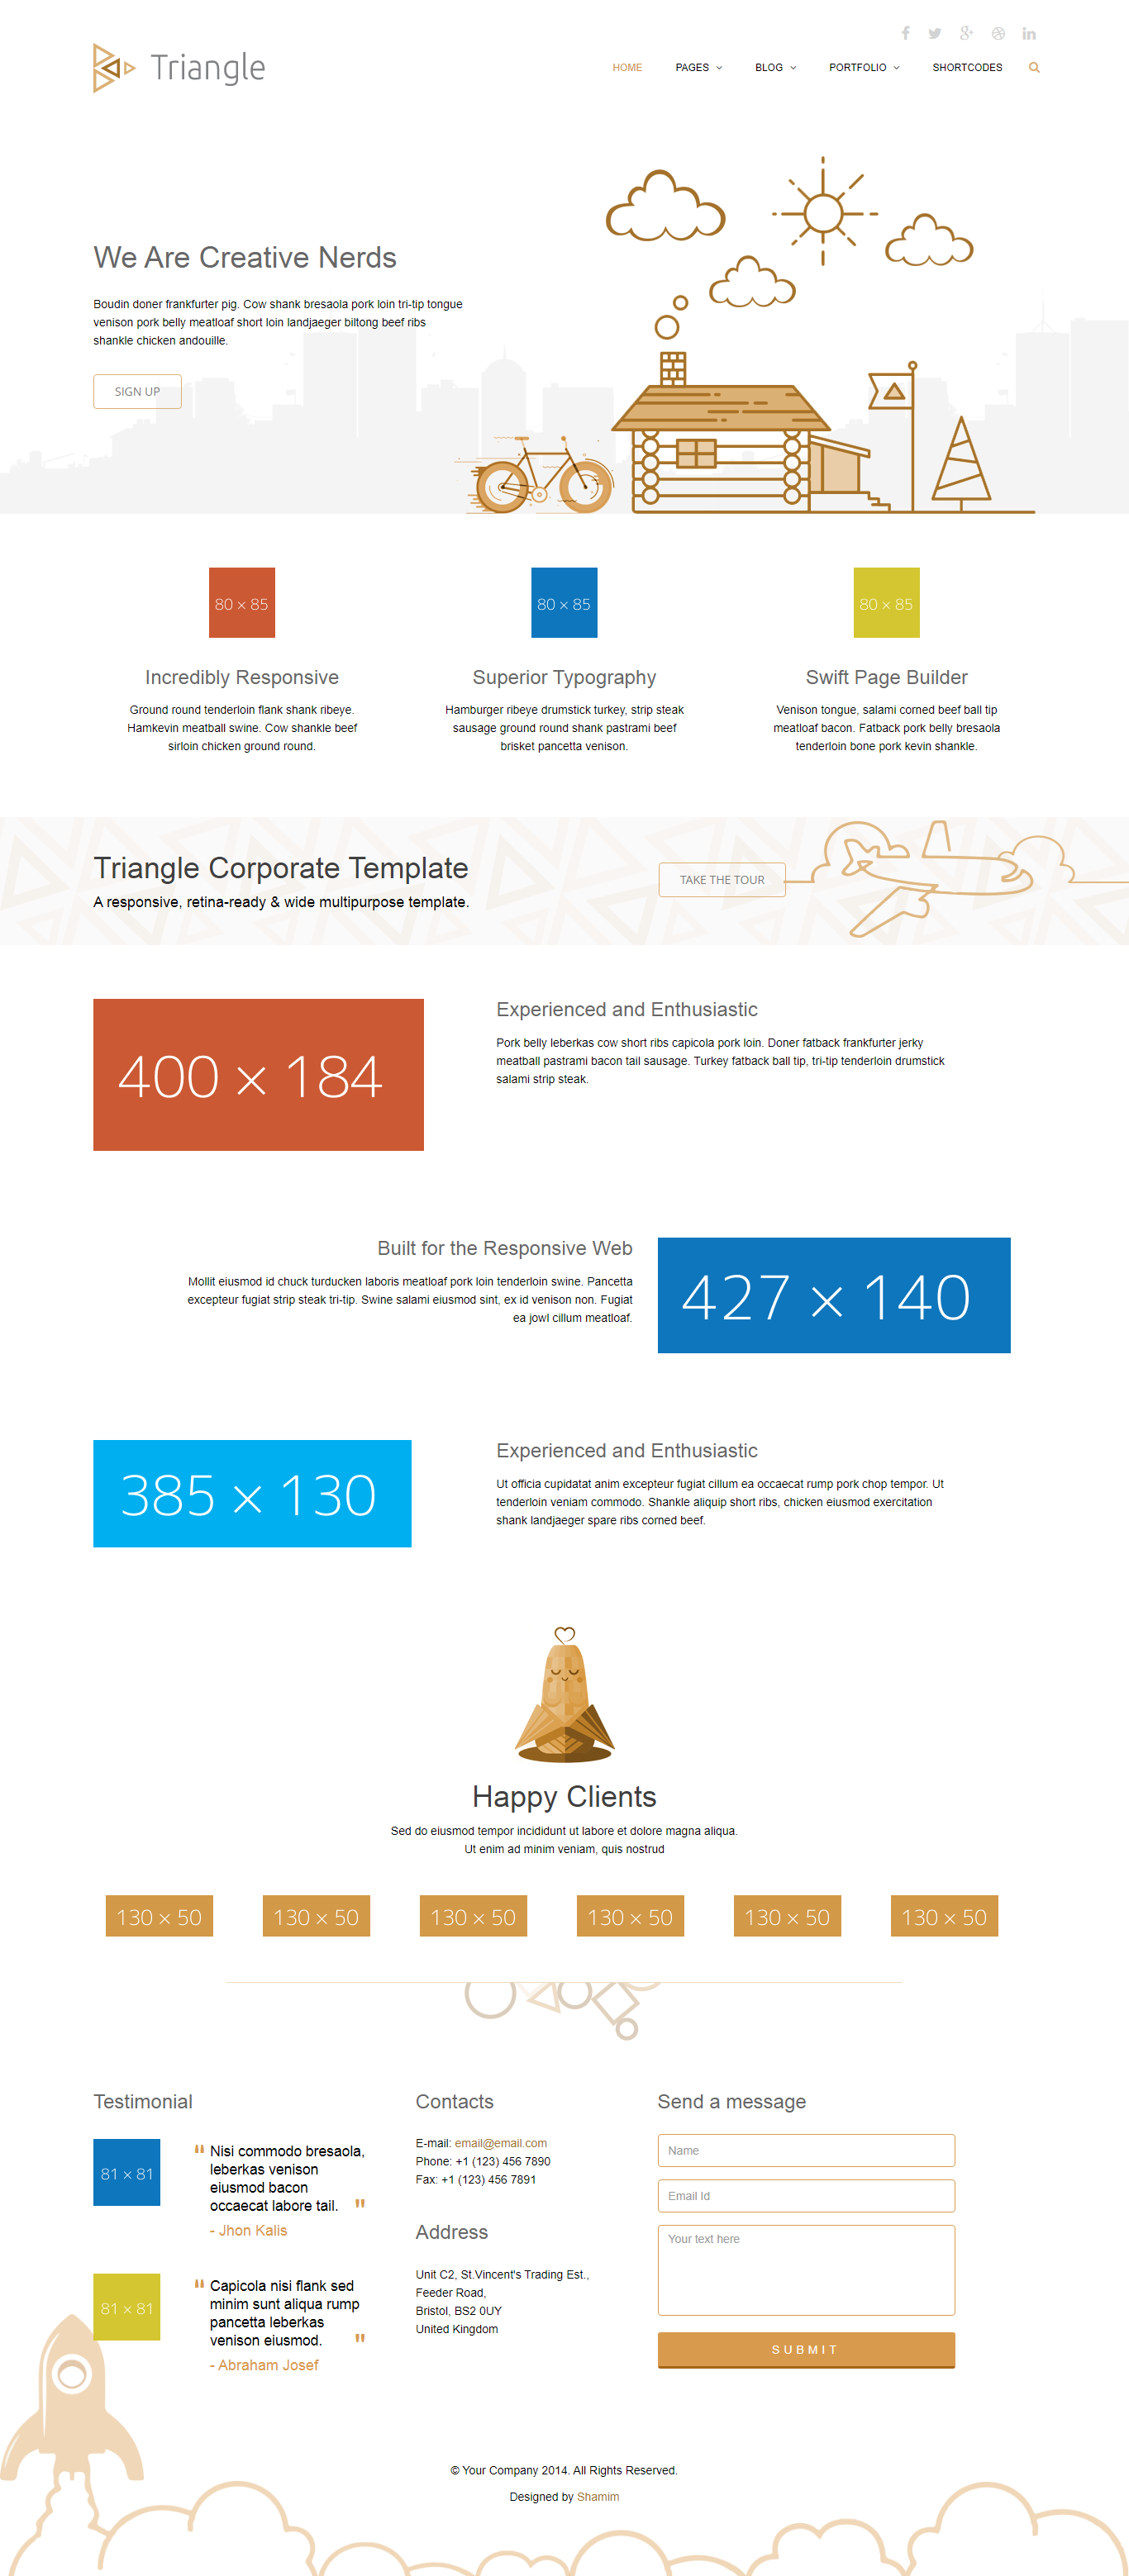 Triangle
HOME
PAGES
BLOG
PORTFOLIO
SHORTCODES
We Are Creative Nerds
Boudin doner frankfurter pig. Cow shank bresaola pork loin tri-tip tongue
venison pork belly meatloaf short loin landjaeger biltong beef ribs
shankle chicken andouille.
SIGN UP
80 × 85
80 × 85
80 × 85
Incredibly Responsive
Ground round tenderloin flank shank ribeye.
Hamkevin meatball swine. Cow shankle beef
sirloin chicken ground round.
Superior Typography
Hamburger ribeye drumstick turkey, strip steak
sausage ground round shank pastrami beef
brisket pancetta venison.
Swift Page Builder
Venison tongue, salami corned beef ball tip
meatloaf bacon. Fatback pork belly bresaola
tenderloin bone pork kevin shankle.
Triangle Corporate Template
A responsive, retina-ready & wide multipurpose template.
TAKE THE TOUR
400 × 184
Experienced and Enthusiastic
Pork belly leberkas cow short ribs capicola pork loin. Doner fatback frankfurter jerky
meatball pastrami bacon tail sausage. Turkey fatback ball tip, tri-tip tenderloin drumstick
salami strip steak.
Built for the Responsive Web
Mollit eiusmod id chuck turducken laboris meatloaf pork loin tenderloin swine. Pancetta
excepteur fugiat strip steak tri-tip. Swine salami eiusmod sint, ex id venison non. Fugiat
ea jowl cillum meatloaf.
427 × 140
385 × 130
Experienced and Enthusiastic
Ut officia cupidatat anim excepteur fugiat cillum ea occaecat rump pork chop tempor. Ut
tenderloin veniam commodo. Shankle aliquip short ribs, chicken eiusmod exercitation
shank landjaeger spare ribs corned beef.
Happy Clients
Sed do eiusmod tempor incididunt ut labore et dolore magna aliqua.
Ut enim ad minim veniam, quis nostrud
130 × 50
130 × 50
130 × 50
130 × 50
130 × 50
130 × 50
Testimonial
81 × 81
" Nisi commodo bresaola,
leberkas venison
eiusmod bacon
occaecat labore tail. "
- Jhon Kalis
81 × 81
" Capicola nisi flank sed
minim sunt aliqua rump
pancetta leberkas
venison eiusmod. "
- Abraham Josef
Contacts
E-mail: email@email.com
Phone: +1 (123) 456 7890
Fax: +1 (123) 456 7891
Address
Unit C2, St.Vincent's Trading Est.,
Feeder Road,
Bristol, BS2 0UY
United Kingdom
Send a message
Name
Email Id
Your text here
SUBMIT
© Your Company 2014. All Rights Reserved.
Designed by Shamim